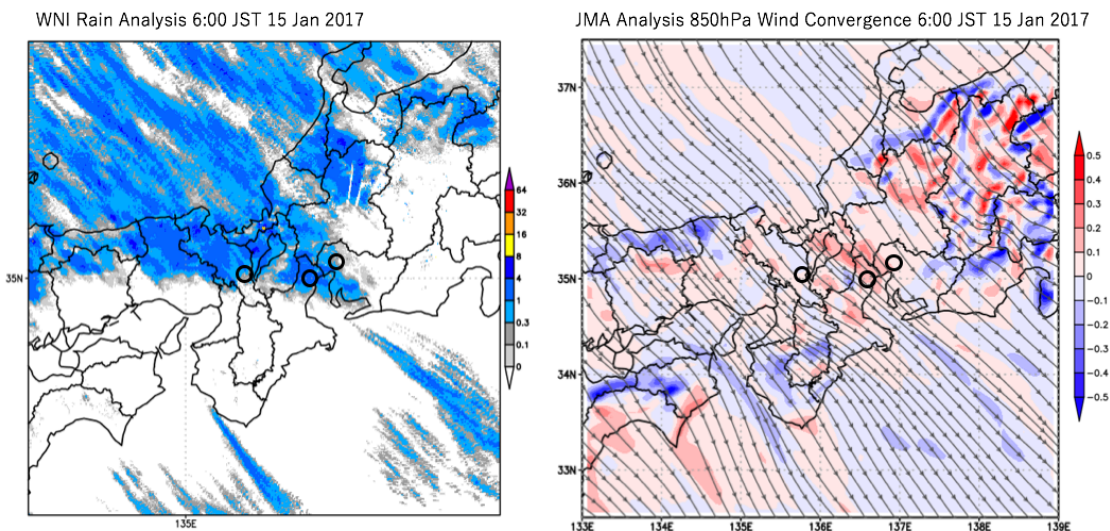 WNI Rain Analysis 6:00 JST 15 Jan 2017
JMA Analysis 850hPa Wind Convergence 6:00 JST 15 Jan 2017
35N
135E
64
32
16
8
4
1
0.3
0.1
0
37N
36N
35N
34N
33N
133E
134E
135E
136E
137E
138E
139E
0.5
0.4
0.3
0.2
0.1
0
-0.1
-0.2
-0.3
-0.4
-0.5